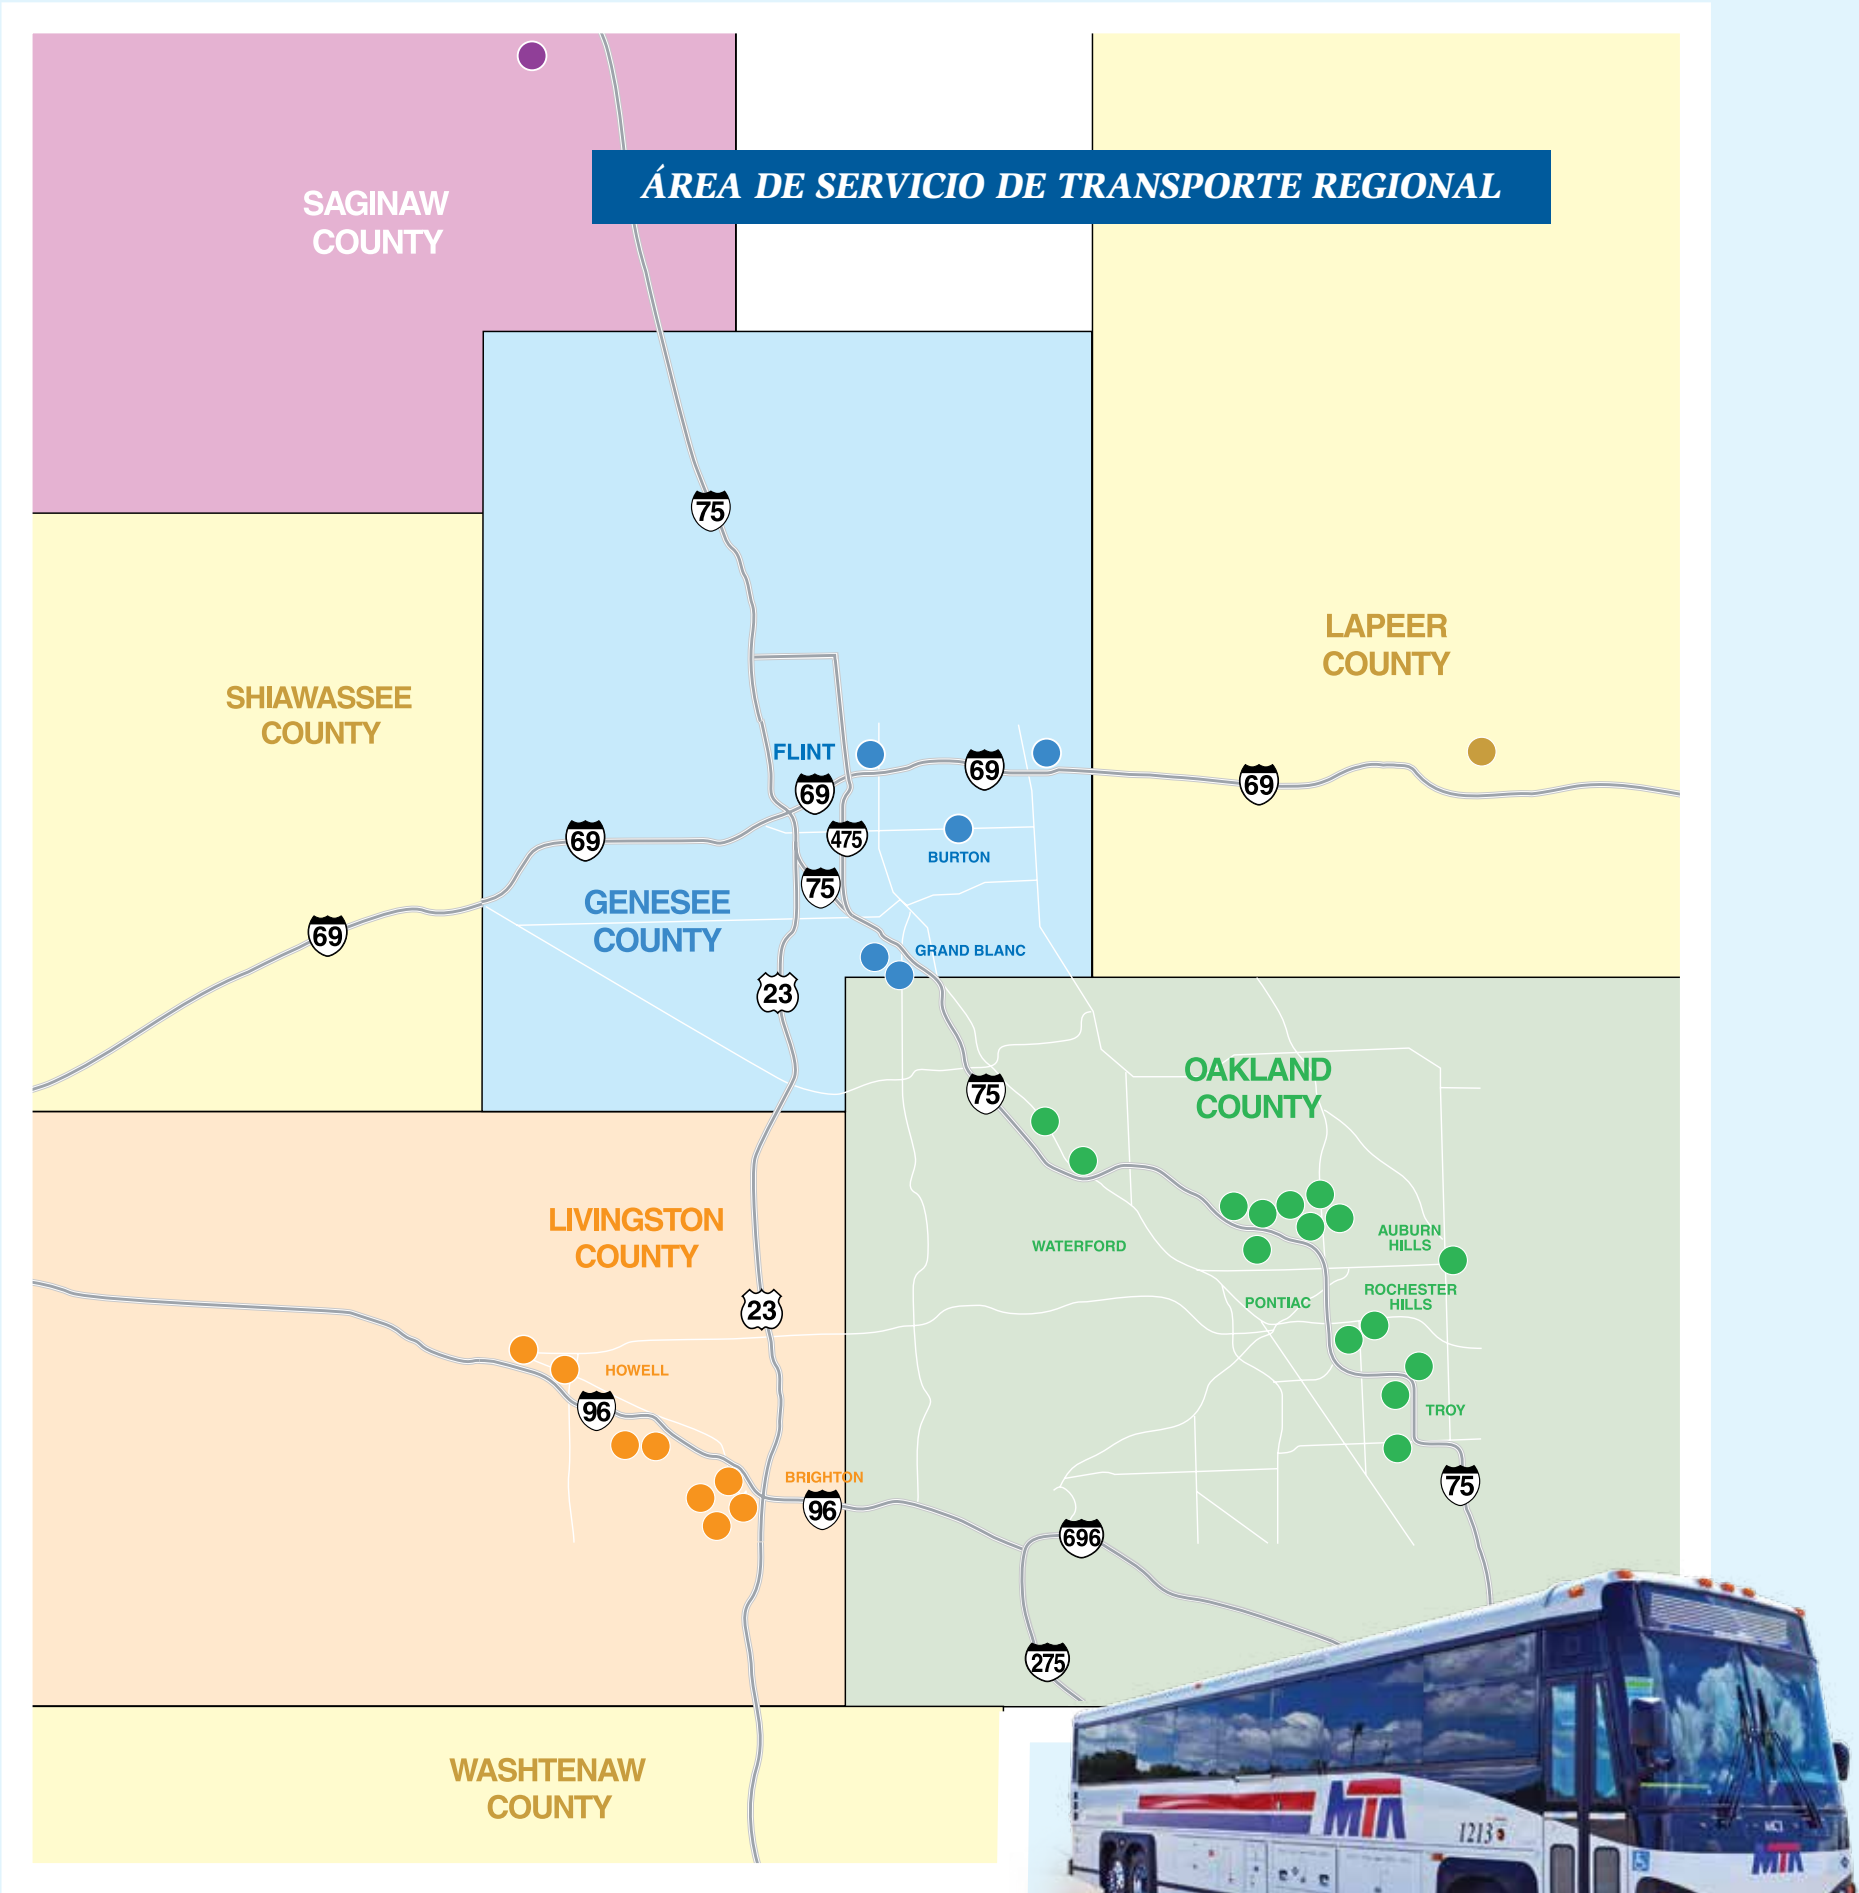 ÁREA DE SERVICIO DE TRANSPORTE REGIONAL
SAGINAW
COUNTY
75
LAPEER
COUNTY
SHIAWASSEE
COUNTY
FLINT
69
69
69
69
475
BURTON
75
GENESEE
COUNTY
69
GRAND BLANC
23
OAKLAND
COUNTY
75
LIVINGSTON
COUNTY
WATERFORD
AUBURN
HILLS
PONTIAC
ROCHESTER
HILLS
23
HOWELL
96
TROY
BRIGHTON
96
75
696
275
WASHTENAW
COUNTY
MTA
1213
MCI
MTA